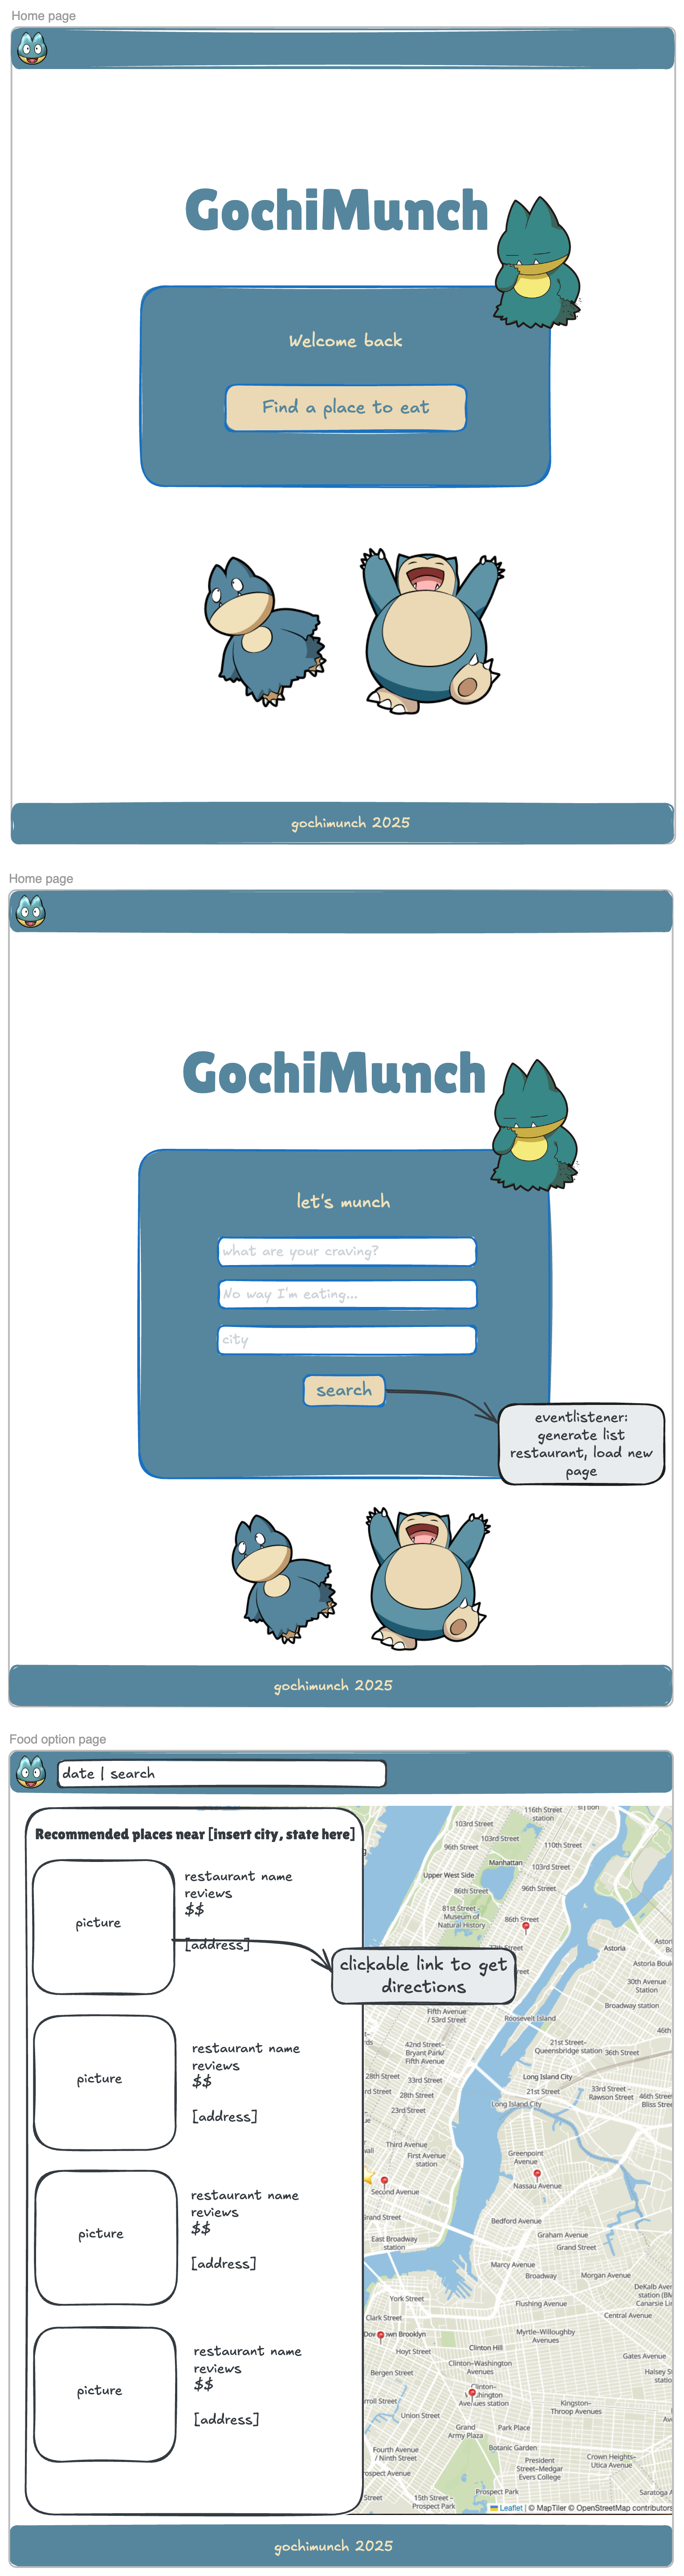 Home page
GochiMunch
Welcome back
Find a place to eat
gochimunch 2025
Home page
GochiMunch
let's munch
what are your craving?
No way I'm eating...
city
search
eventlistener:
generate list
restaurant, load new
page
gochimunch 2025
Food option page
date | search
Recommended places near [insert city, state here]
picture
restaurant name
reviews
$$
[address]
clickable link to get
directions
picture
restaurant name
reviews
$$
[address]
picture
restaurant name
reviews
$$
[address]
picture
restaurant name
reviews
$$
[address]
116th Street
station
103rd Street
103rd Street
96th Street
110th Street
Manhattan
103rd Street
Upper West Side
86th Street
96th Street
81st Street –
Museum of
Natural History
86th Street
Street
Astoria
30th Avenue
Station
Broadway station
Fifth Avenue
/ 53rd Street
Roosevelt Island
42nd Street–
Bryant Park/
Fifth Avenue
21st Street–
Queensbridge station
36th Street
46th
28th Street
33rd Street
Long Island City
28th Street
21st Street
33rd Street–
Rawson Street
46th Street
Bliss
23rd Street
Long Island City
Third Avenue
First Avenue
station
Greenpoint
Avenue
Nassau Avenue
Second Avenue
Bedford Avenue
Graham Avenue
Grand Street
East Broadway
station
Marcy Avenue
Broadway
Morgan Avenue
York Street
Flushing Avenue
DeKalb
station
Central Avenue
Clark Street
Brooklyn
Hoyt Street
Clinton Hill
Myrtle–Willoughby
Avenues
Bergen Street
Clinton–Washington
Avenues
Gates Avenue
Halsey
Avenues station
Union Street
Kingston–
Throop Avenues
Grand
Army Plaza
Park Place
Botanic Garden
Fourth Avenue
/ Ninth Street
President
Street–Medgar
Evers College
Crown Heights–
Utica Avenue
Prospect Park
15th Street –
Prospect Park
Saratoga
Leaflet | © MapTiler © OpenStreetMap contributors
gochimunch 2025